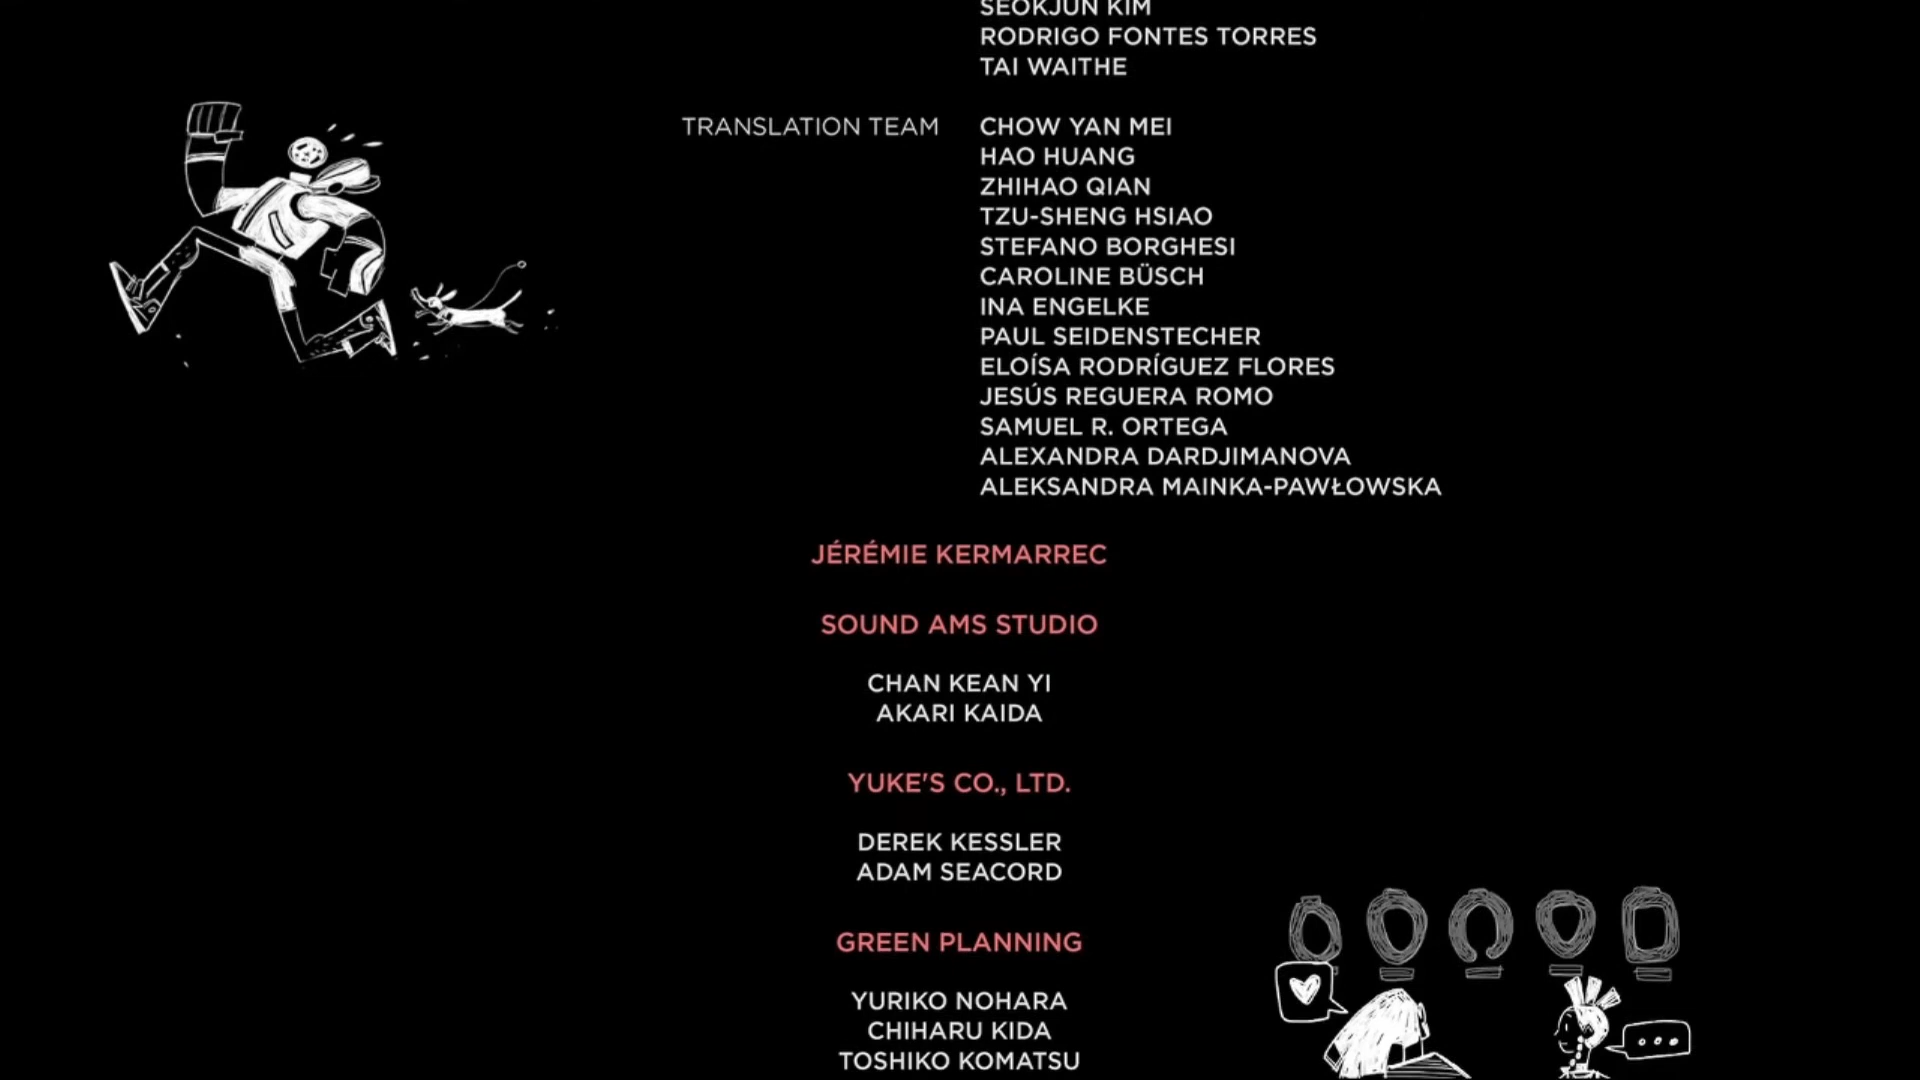 SEOKJUN KIM
RODRIGO FONTES TORRES
TAI WAITHE
TRANSLATION TEAM CHOW YAN MEI
HAO HUANG
ZHIHAO QIAN
TZU-SHENG HSIAO
STEFANO BORGHESI
CAROLINE BÜSCH
INA ENGELKE
PAUL SEIDENSTECHER
ELOÍSA RODRÍGUEZ FLORES
JESÚS REGUERA ROMO
SAMUEL R. ORTEGA
ALEXANDRA DARDJIMANOVA
ALEKSANDRA MAINKA-PAWŁOWSKA
JÉRÉMIE KERMARREC
SOUND AMS STUDIO
CHAN KEAN YI
AKARI KAIDA
YUKE'S CO., LTD.
DEREK KESSLER
ADAM SEACORD
GREEN PLANNING
YURIKO NOHARA
CHIHARU KIDA
TOSHIKO KOMATSU